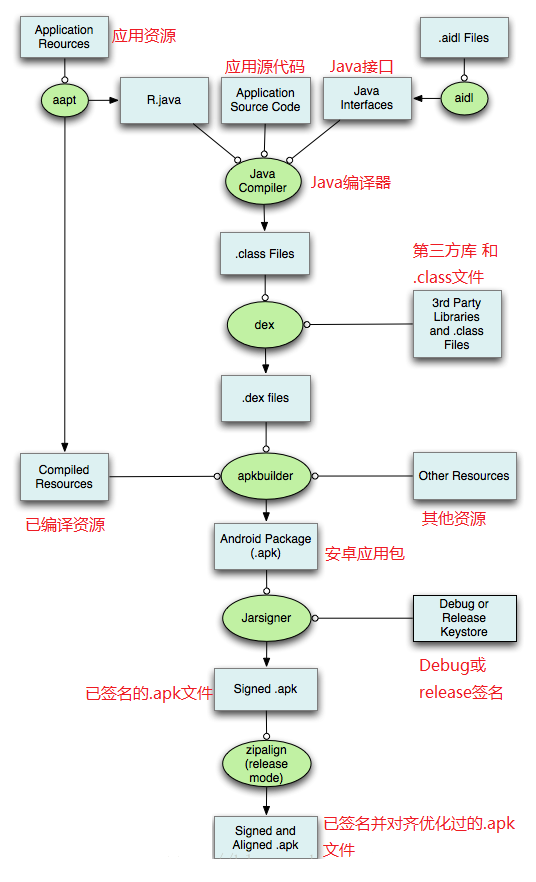 Application
Reources
应用资源
.aidl Files
aapt
R.java
应用源代码
Application
Source Code
Java接口
Java
Interfaces
aidl
Java
Compiler
Java编译器
.class Files
第三方库 和
.class文件
dex
3rd Party
Libraries
and .class
Files
.dex files
Compiled
Resources
已编译资源
apkbuilder
Other Resources
其他资源
Android Package
(.apk)
安卓应用包
Jarsigner
Debug or
Release
Keystore
Debug或
release签名
已签名的.apk文件
Signed .apk
zipalign
(release
mode)
Signed and
Aligned .apk
已签名并对齐优化过的.apk
文件